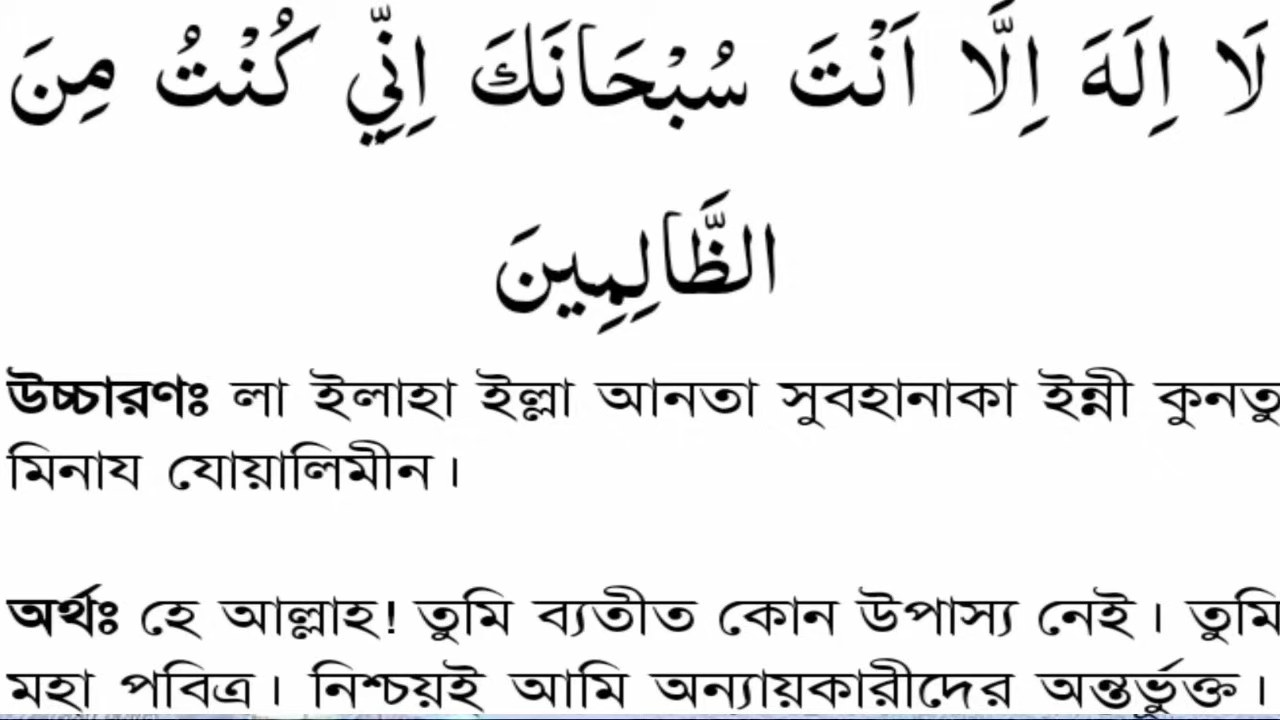 لَا اِلَهَ اِلَّا اَنْتَ سُبْحَانَكَ اِنِّي كُنْتُ مِنَ
الظَّالِمِينَ
উচ্চারণঃ লা ইলাহা ইল্লা আনতা সুবহানাকা ইন্নী কুনতু
মিনায যোয়ালিমীন।
অর্থঃ হে আল্লাহ! তুমি ব্যতীত কোন উপাস্য নেই। তুমি
মহা পবিত্র। নিশ্চয়ই আমি অন্যায়কারীদের অন্তর্ভুক্ত।